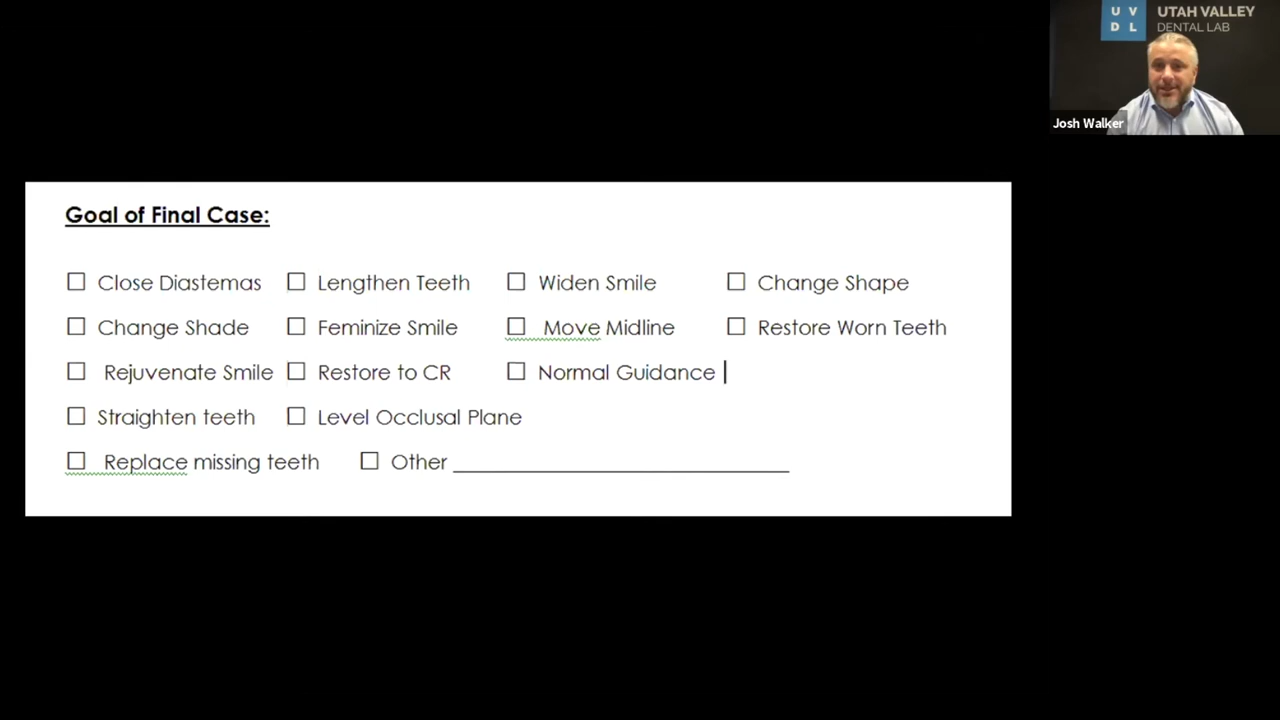 U V UTAH VALLEY
D L DENTAL LAB
Josh Walker
Goal of Final Case:
☐ Close Diastemas ☐ Lengthen Teeth ☐ Widen Smile ☐ Change Shape
☐ Change Shade ☐ Feminize Smile ☐ Move Midline ☐ Restore Worn Teeth
☐ Rejuvenate Smile ☐ Restore to CR ☐ Normal Guidance
☐ Straighten teeth ☐ Level Occlusal Plane
☐ Replace missing teeth ☐ Other ______________________________